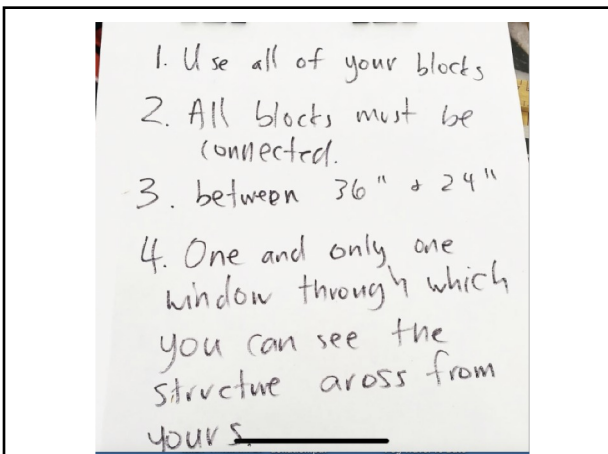 1. Use all of your blocks
2. All blocks must be
connected.
3. between 36" & 24"
4. One and only one
window through which
you can see the
structure aross from
yours.